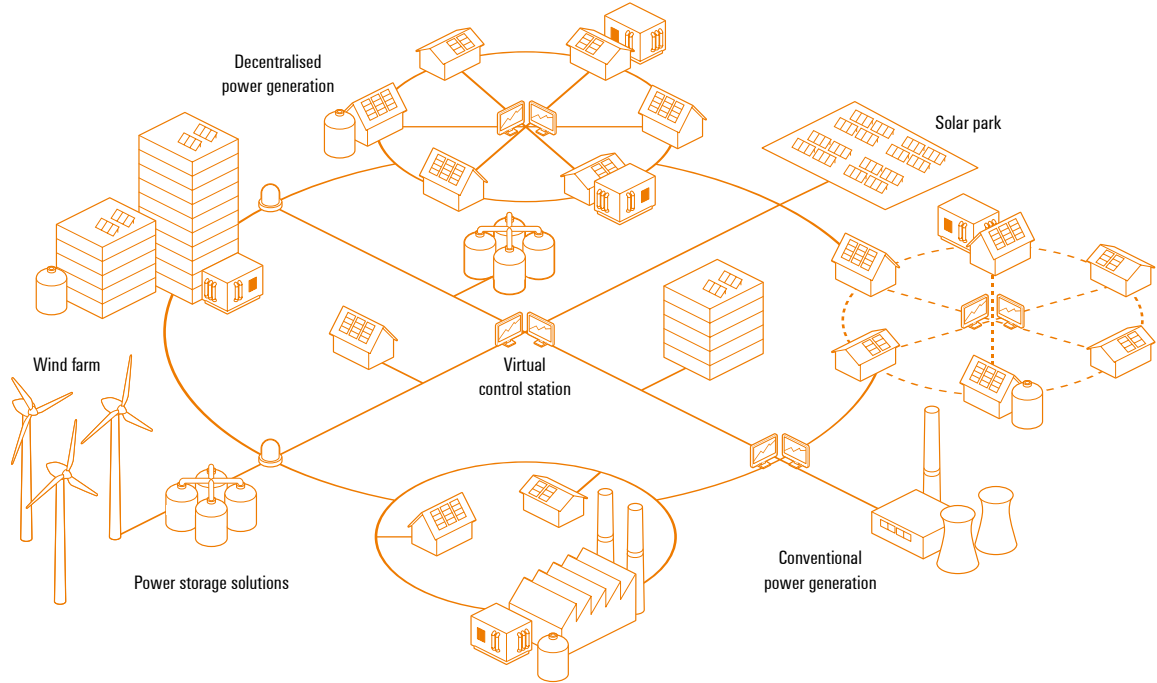 Decentralised
power generation
Solar park
Wind farm
Virtual
control station
Power storage solutions
Conventional
power generation